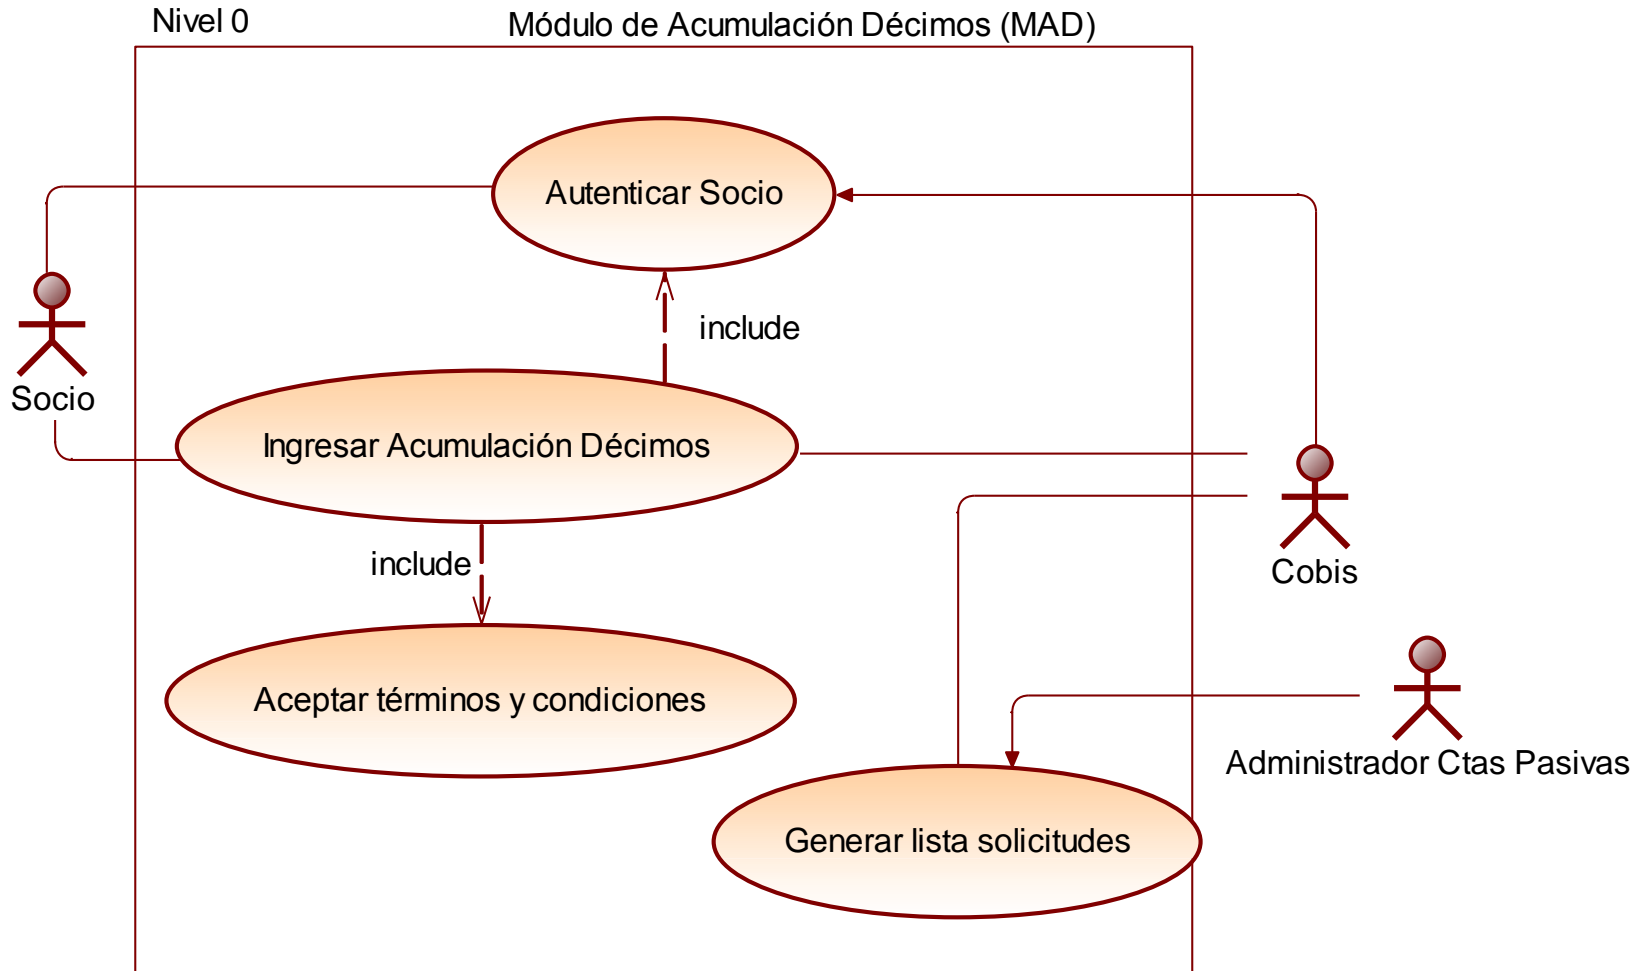 Nivel 0
Módulo de Acumulación Décimos (MAD)
Autenticar Socio
include
Socio
Ingresar Acumulación Décimos
include
Cobis
Aceptar términos y condiciones
Administrador Ctas Pasivas
Generar lista solicitudes